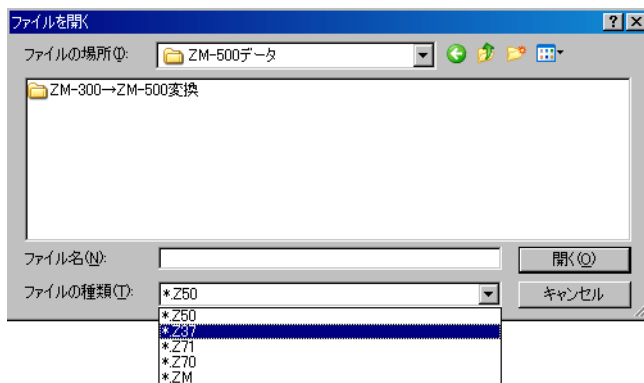 ファイルを開く
ファイルの場所(I): ZM-500データ
ZM-300→ZM-500変換
ファイル名(N): 開く(O)
ファイルの種類(T): *.Z50 キャンセル
*.Z50
*.Z37
*.Z71
*.Z70
*.ZM